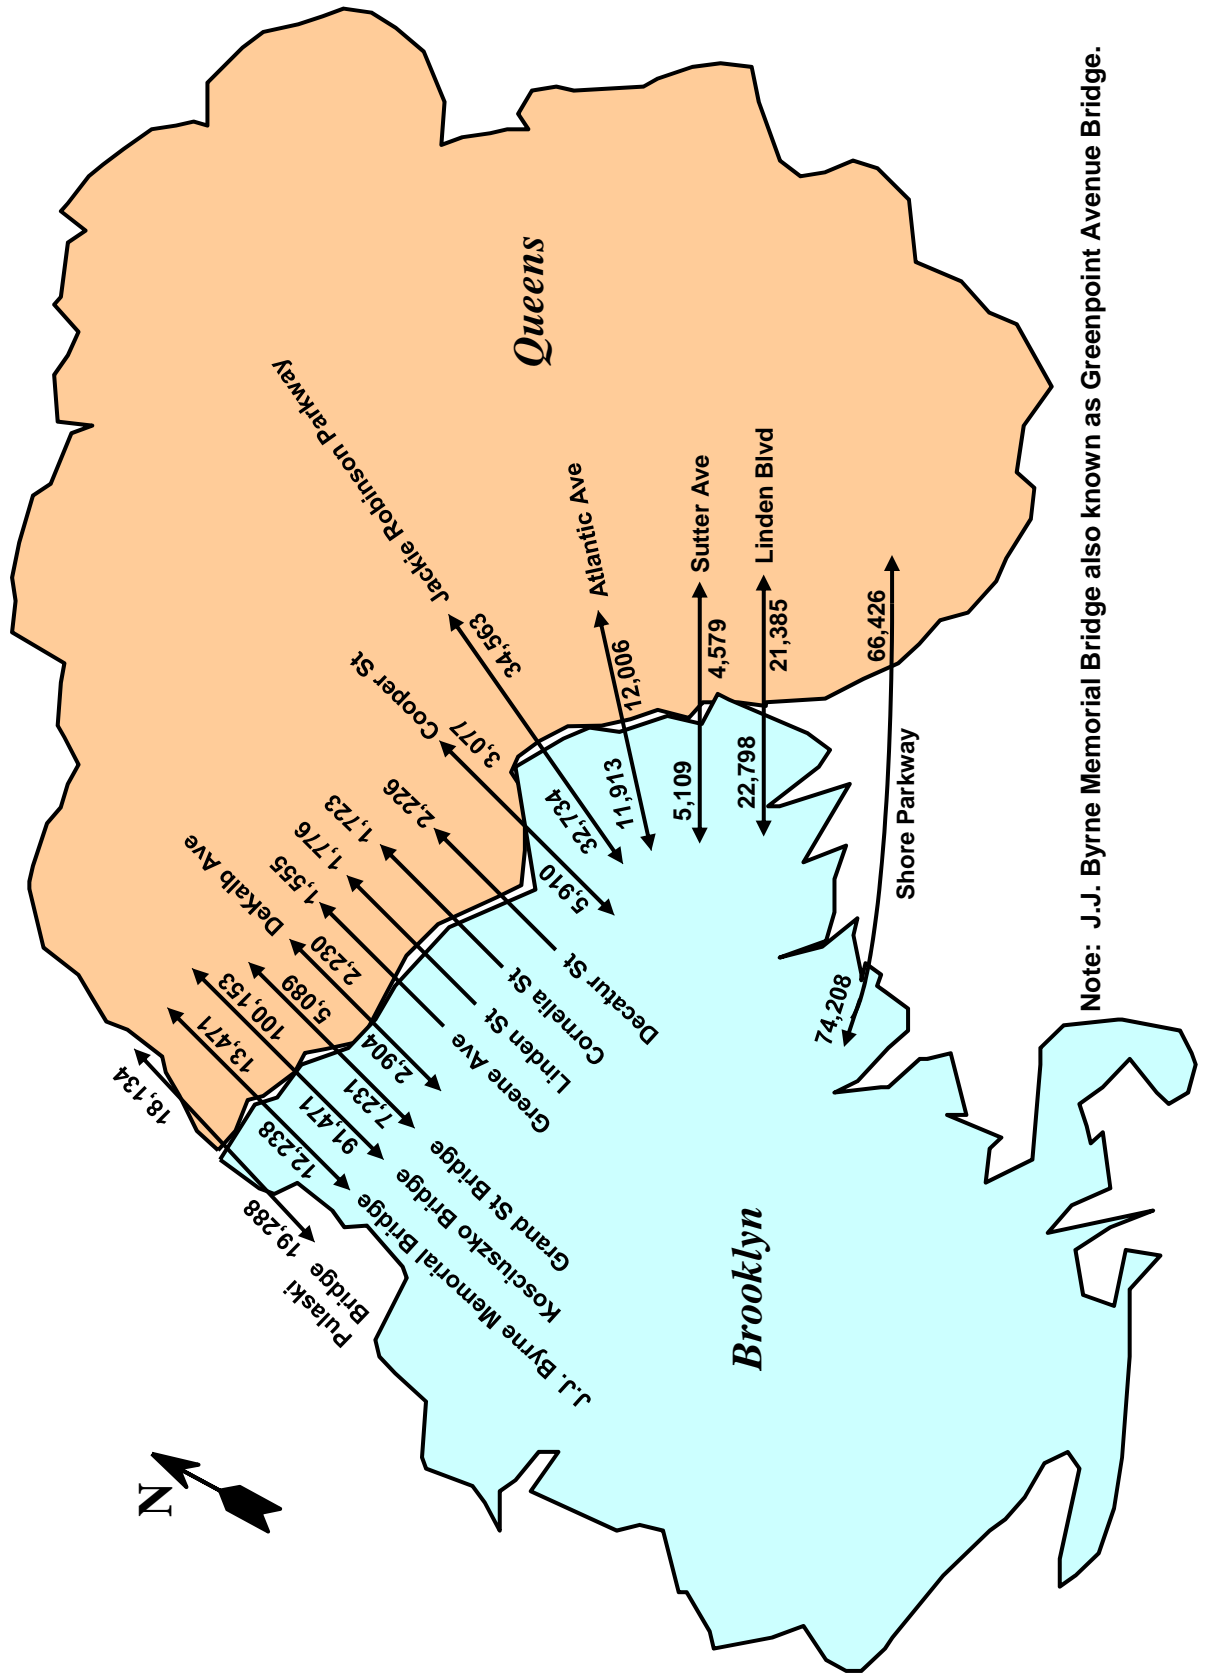 N
Pulaski
Bridge
19,288
18,134
J.J. Byrne Memorial Bridge
12,238
13,471
Kosciuszko Bridge
91,471
100,153
Grand St Bridge
7,231
5,089
2,904
2,230
DeKalb Ave
Greene Ave
1,555
Linden St
1,776
Cornelia St
1,723
Decatur St
2,226
5,910
3,077
Cooper St
32,734
34,563
Jackie Robinson Parkway
11,913
12,006
Atlantic Ave
5,109
4,579
Sutter Ave
22,798
21,385
Linden Blvd
74,208
66,426
Shore Parkway
Queens
Brooklyn
Note: J.J. Byrne Memorial Bridge also known as Greenpoint Avenue Bridge.